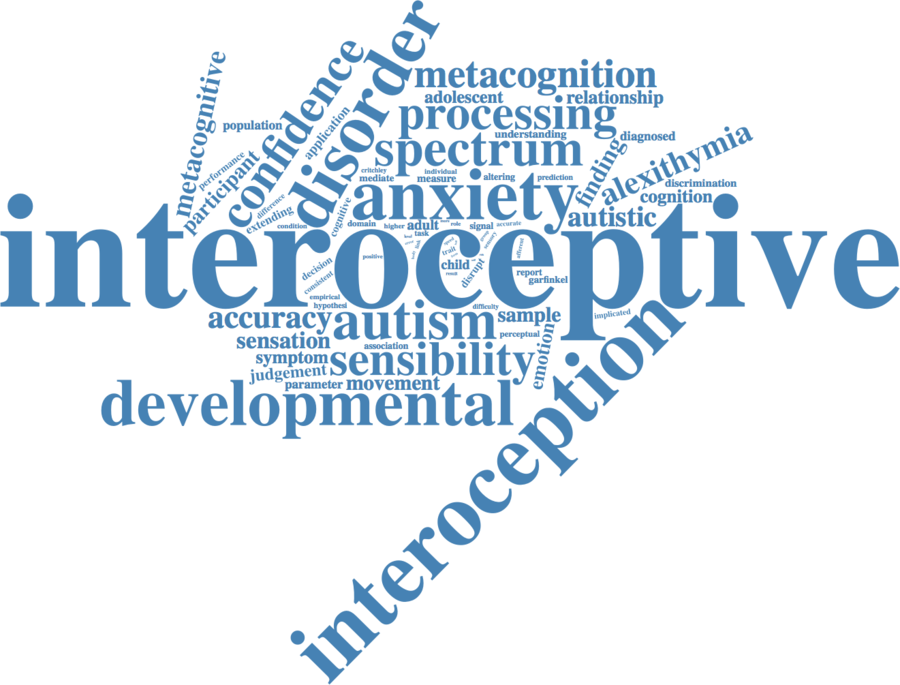 disorder
confidence
metacognitive
metacognition
adolescent
relationship
population
application
processing
understanding
diagnosed
performance
participant
spectrum
finding
alexithymia
critchley
individual
mediate
measure
altering
prediction
discrimination
anxiety
cognition
difference
extending
condition
cognitive
domain
higher
adult
role
signal
accurate
autistic
task
interoceptive
trait
child
result
disrupt
afferent
positive
decision
consistent
report
garfinkel
empirical
hypothesi
difficulty
accuracy
autism
sample
implicated
perceptual
sensation
association
emotion
symptom
sensibility
judgement
parameter
movement
developmental
interoception